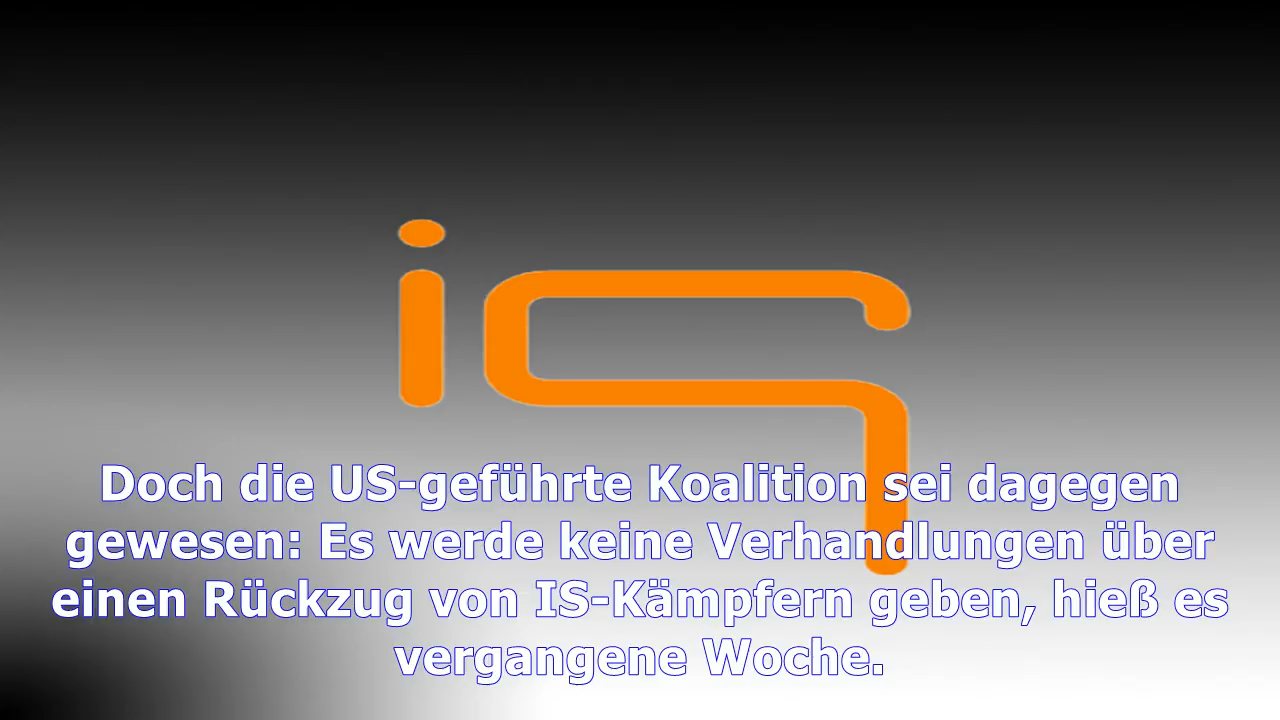 iq
Doch die US-geführte Koalition sei dagegen
gewesen: Es werde keine Verhandlungen über
einen Rückzug von IS-Kämpfern geben, hieß es
vergangene Woche.